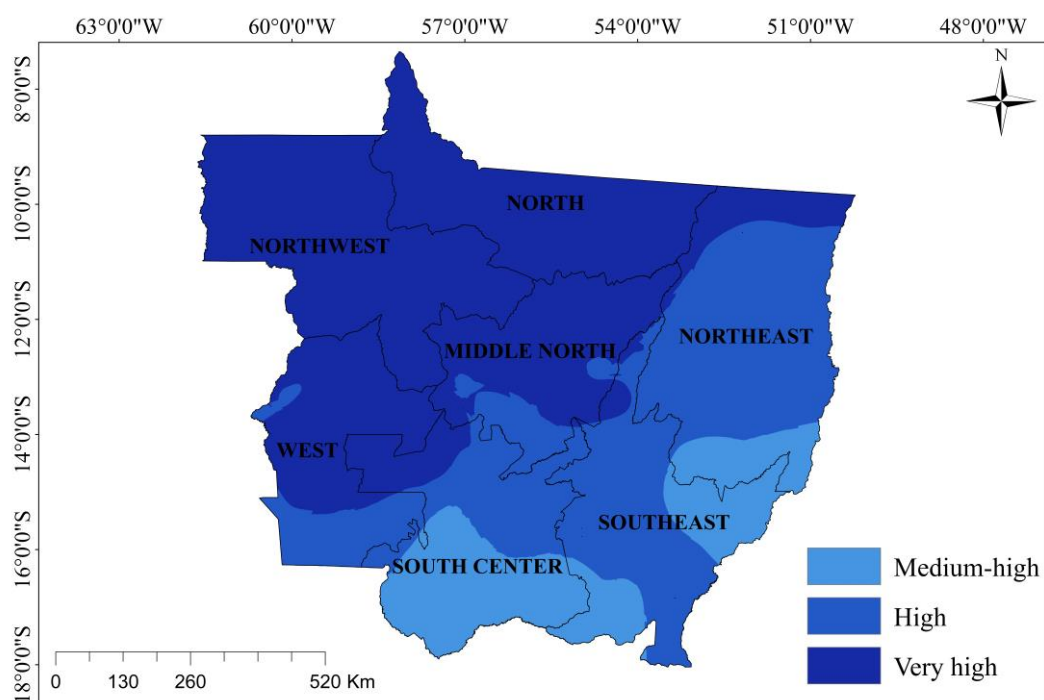 63°0'0"W 60°0'0"W 57°0'0"W 54°0'0"W 51°0'0"W 48°0'0"W
N
8°0'0"S
10°0'0"S
12°0'0"S
14°0'0"S
16°0'0"S
18°0'0"S
NORTH
NORTHWEST
NORTHEAST
MIDDLE NORTH
WEST
SOUTHEAST
SOUTH CENTER
Medium-high
High
Very high
0 130 260 520 Km